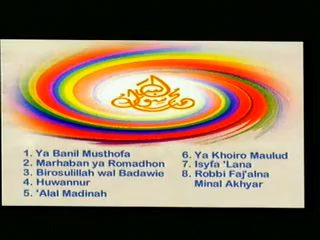 1. Ya Banil Musthofa
2. Marhaban ya Romadhon
3. Birosulillah wal Badawie
4. Huwannur
5. 'Alal Madinah
6. Ya Khoiro Maulud
7. Isyfa 'Lana
8. Robbi Faj'alna
Minal Akhyar